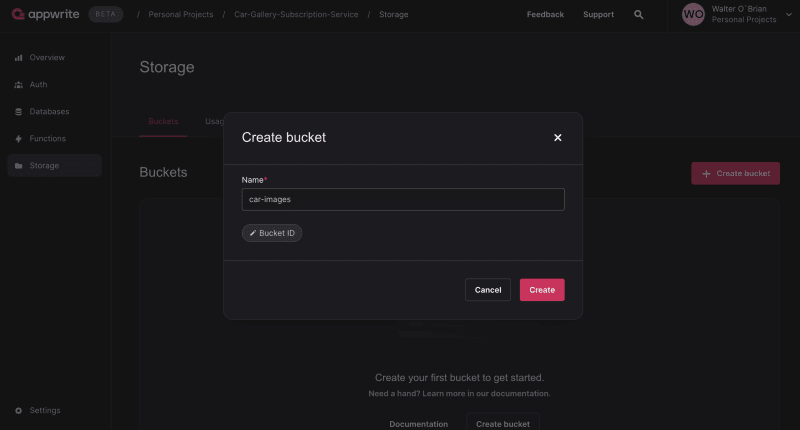 appwrite BETA / Personal Projects / Car-Gallery-Subscription-Service / Storage Feedback Support WO Walter O`Brian
Personal Projects
Overview
Auth
Databases
Functions
Storage
Settings
Storage
Buckets Usag
Buckets
+ Create bucket
Create bucket
Name*
car-images
Bucket ID
Cancel Create
Create your first bucket to get started.
Need a hand? Learn more in our documentation.
Documentation Create bucket